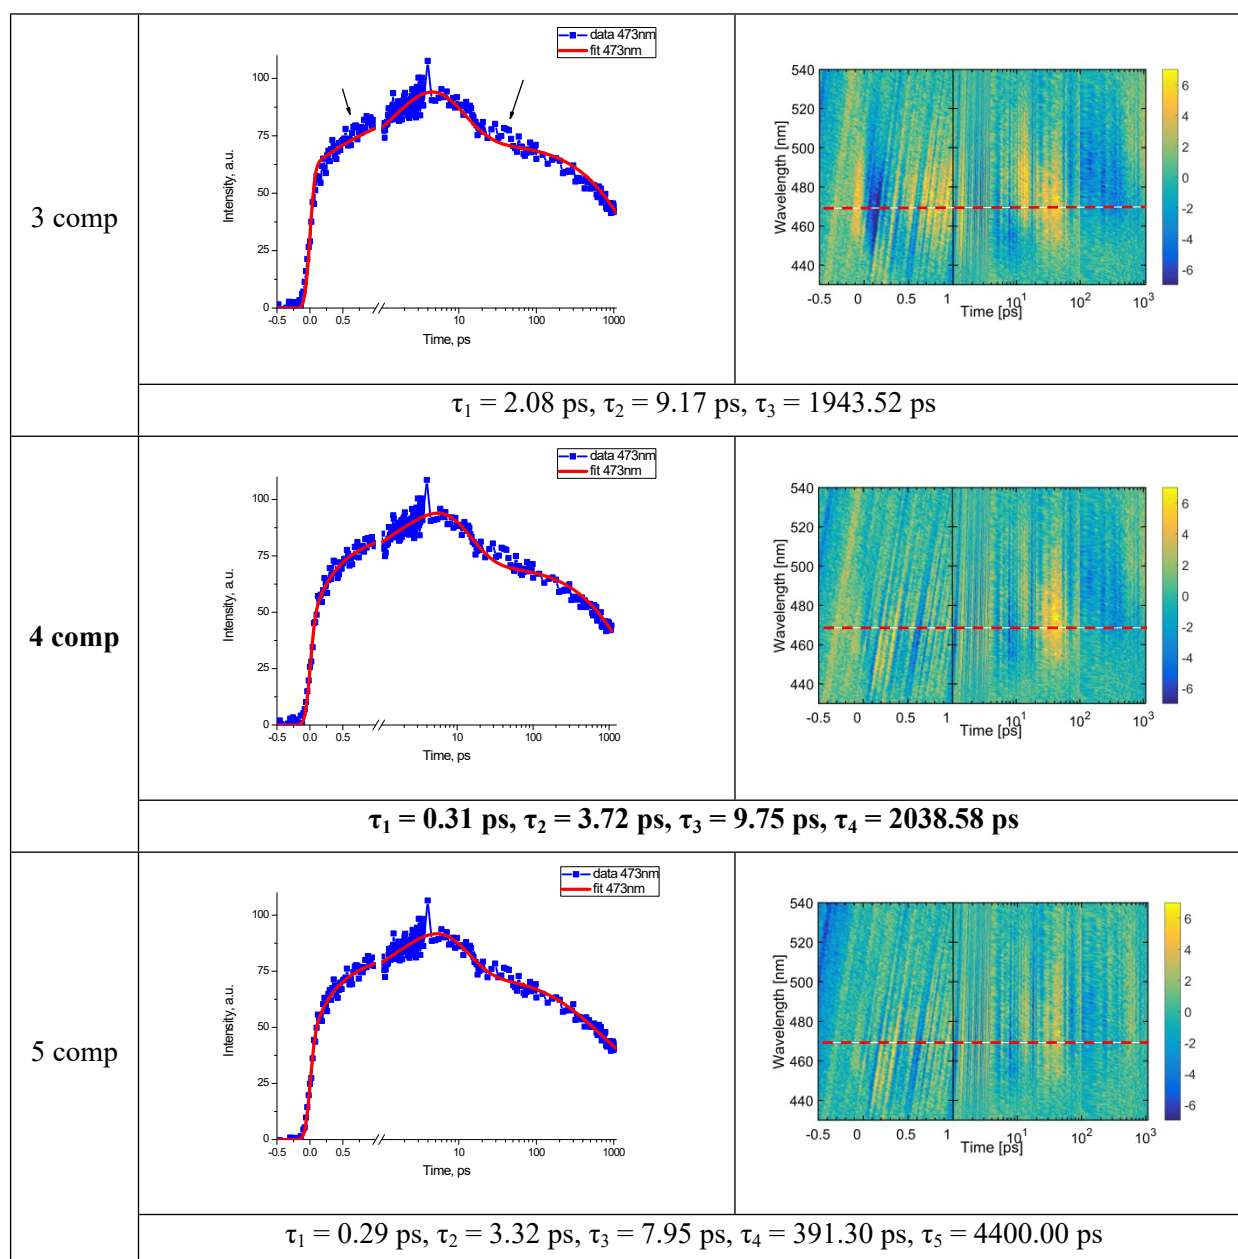 3 comp
data 473nm
fit 473nm
Intensity, a.u.
100
75
50
25
0
-0.5 0.0 0.5 10 100 1000
Time, ps
Wavelength [nm]
540
520
500
480
460
440
-0.5 0 0.5 1 10¹ 10² 10³
Time [ps]
6
4
2
0
-2
-4
-6
τ₁ = 2.08 ps, τ₂ = 9.17 ps, τ₃ = 1943.52 ps
4 comp
data 473nm
fit 473nm
Intensity, a.u.
100
75
50
25
0
-0.5 0.0 0.5 10 100 1000
Time, ps
Wavelength [nm]
540
520
500
480
460
440
-0.5 0 0.5 1 10¹ 10² 10³
Time [ps]
6
4
2
0
-2
-4
-6
τ₁ = 0.31 ps, τ₂ = 3.72 ps, τ₃ = 9.75 ps, τ₄ = 2038.58 ps
5 comp
data 473nm
fit 473nm
Intensity, a.u.
100
75
50
25
0
-0.5 0.0 0.5 10 100 1000
Time, ps
Wavelength [nm]
540
520
500
480
460
440
-0.5 0 0.5 1 10¹ 10² 10³
Time [ps]
6
4
2
0
-2
-4
-6
τ₁ = 0.29 ps, τ₂ = 3.32 ps, τ₃ = 7.95 ps, τ₄ = 391.30 ps, τ₅ = 4400.00 ps